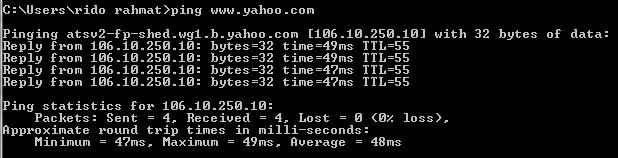 C:\Users\rido rahmat>ping www.yahoo.com
Pinging atsv2-fp-shed.wg1.b.yahoo.com [106.10.250.10] with 32 bytes of data:
Reply from 106.10.250.10: bytes=32 time=49ms TTL=55
Reply from 106.10.250.10: bytes=32 time=49ms TTL=55
Reply from 106.10.250.10: bytes=32 time=47ms TTL=55
Reply from 106.10.250.10: bytes=32 time=47ms TTL=55
Ping statistics for 106.10.250.10:
Packets: Sent = 4, Received = 4, Lost = 0 (0% loss),
Approximate round trip times in milli-seconds:
Minimum = 47ms, Maximum = 49ms, Average = 48ms